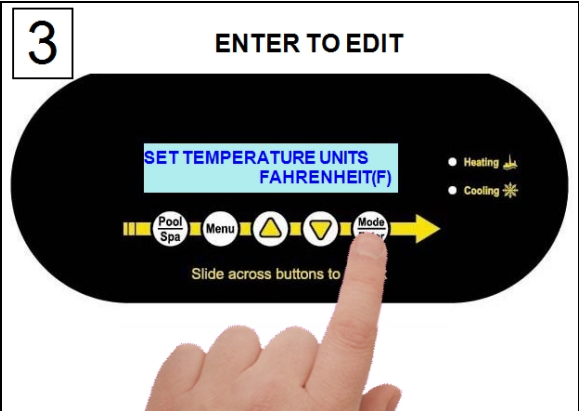 3
ENTER TO EDIT
SET TEMPERATURE UNITS
FAHRENHEIT(F)
Heating
Cooling
Pool
Spa
Menu
Mode
Slide across buttons to